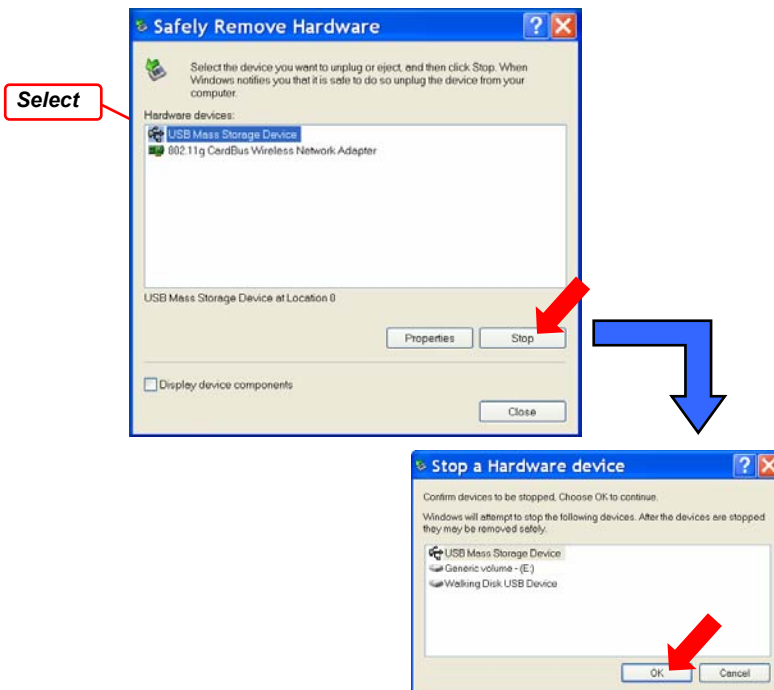 Safely Remove Hardware
Select the device you want to unplug or eject, and then click Stop. When
Windows notifies you that it is safe to do so unplug the device from your
computer.
Select
Hardware devices:
USB Mass Storage Device
802.11g CardBus Wireless Network Adapter
USB Mass Storage Device at Location 0
Properties
Stop
Display device components
Close
Stop a Hardware device
Confirm devices to be stopped, Choose OK to continue.
Windows will attempt to stop the following devices. After the devices are stopped
they may be removed safely.
USB Mass Storage Device
Generic volume - (E:)
Walking Disk USB Device
OK
Cancel